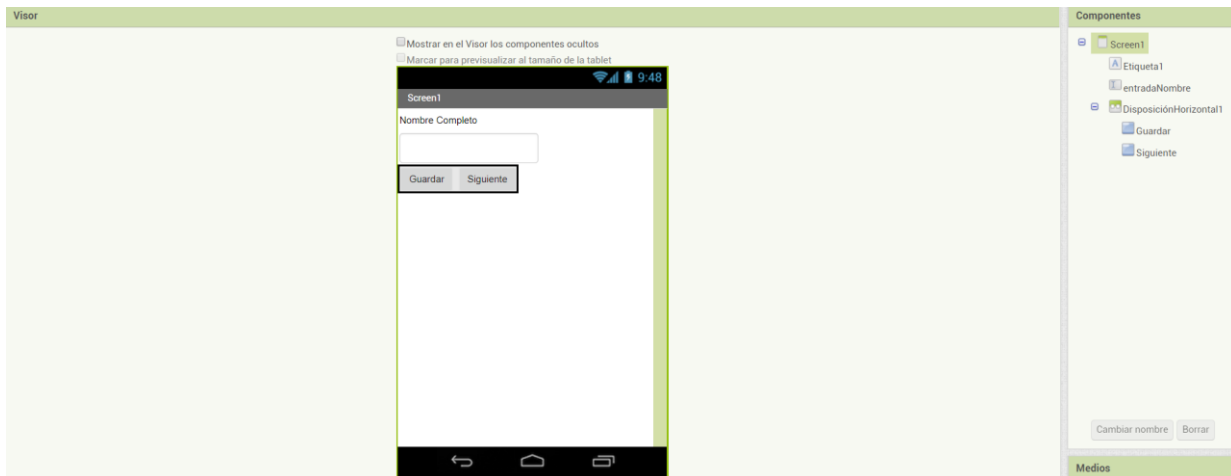 Visor
Mostrar en el Visor los componentes ocultos
Marcar para previsualizar al tamaño de la tablet
9:48
Screen1
Nombre Completo
Guardar Siguiente
Componentes
Screen1
A Etiqueta1
entradaNombre
DisposiciónHorizontal1
Guardar
Siguiente
Cambiar nombre Borrar
Medios